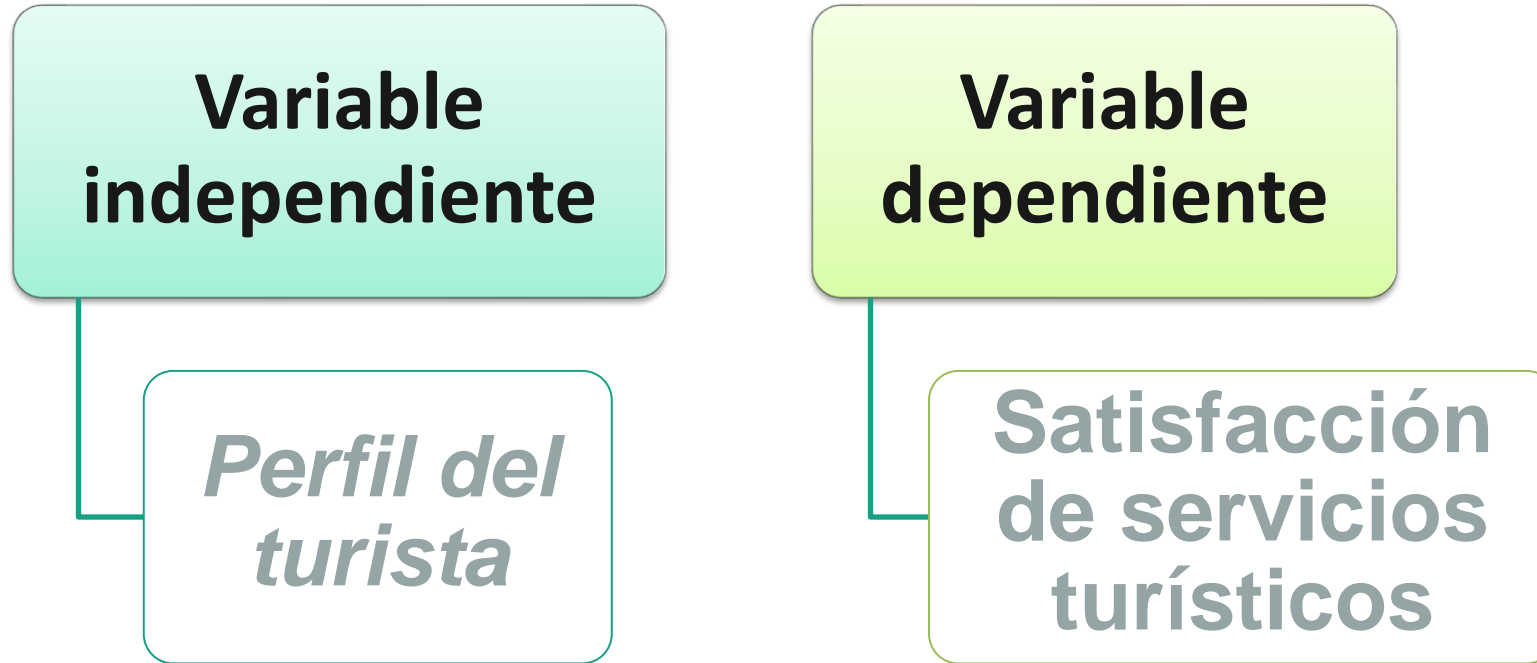 Variable
independiente
Perfil del
turista
Variable
dependiente
Satisfacción
de servicios
turísticos